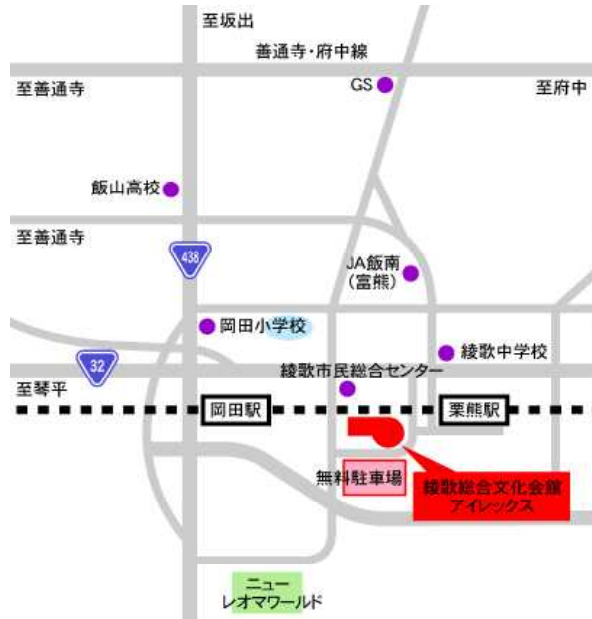 至坂出
善通寺・府中線
至善通寺
GS
至府中
飯山高校
至善通寺
438
JA飯南
(富熊)
岡田小学校
綾歌中学校
32
綾歌市民総合センター
至琴平
岡田駅
栗熊駅
無料駐車場
綾歌総合文化会館
アイレックス
ニュー
レオマワールド